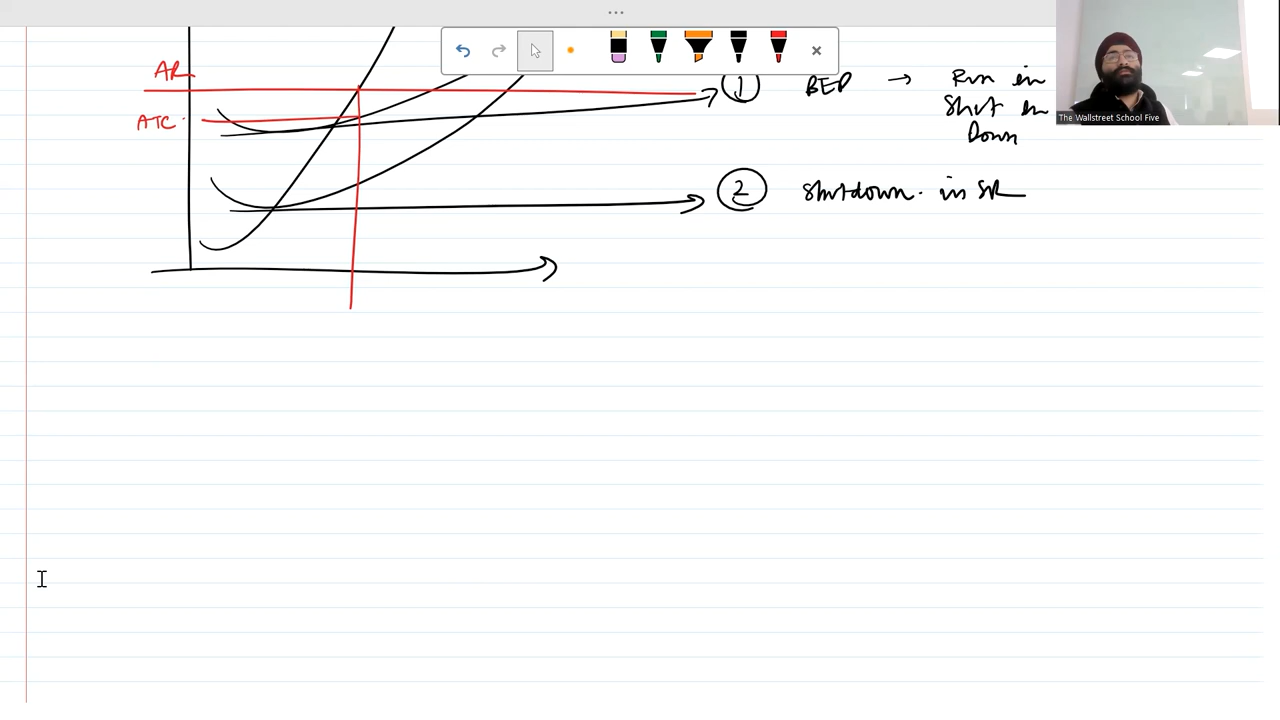 AR
ATC
1 BEP → Run in
Shut
Down
The Wallstreet School Five
2 Shutdown in SR